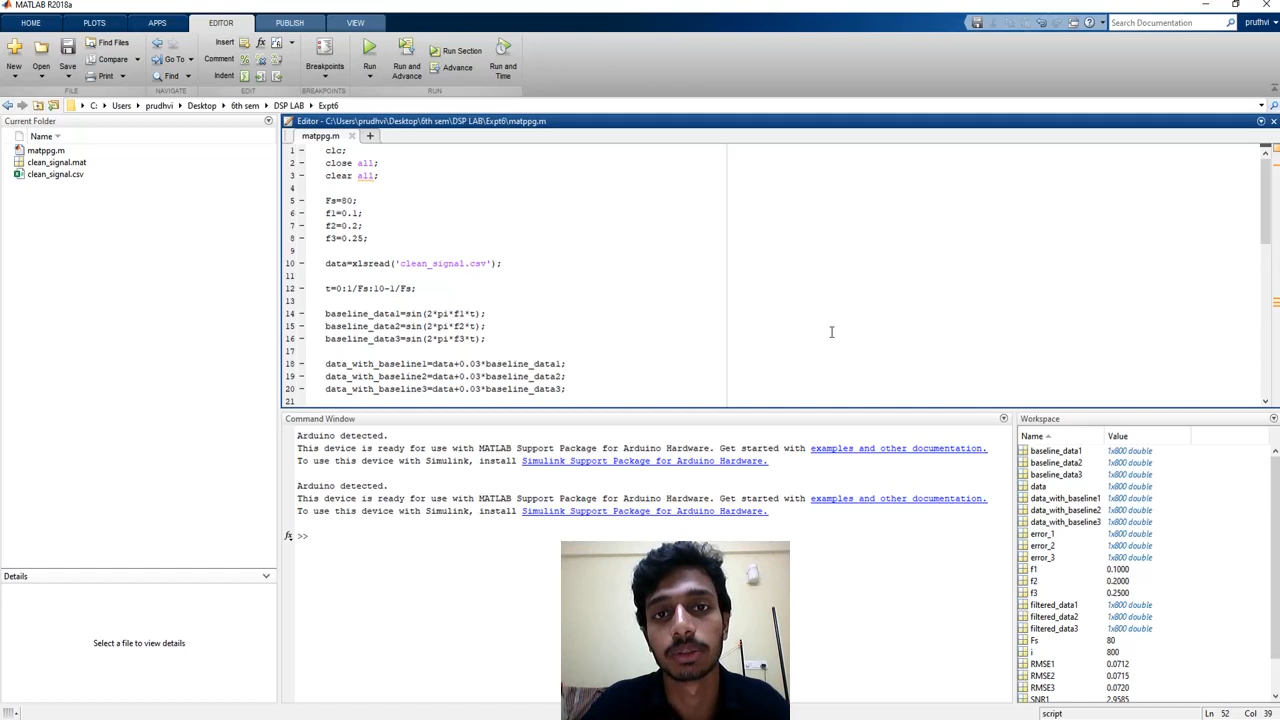 MATLAB R2018a
HOME PLOTS APPS EDITOR PUBLISH VIEW
Search Documentation pruthvi
New Open Save Find Files Compare Print
Go To Find
Insert fx
Comment
Indent
Breakpoints
Run Run and Advance Run Section Advance Run and Time
FILE NAVIGATE EDIT BREAKPOINTS RUN
C: Users prudhvi Desktop 6th sem DSP LAB Expt6
Current Folder
Name
matppg.m
clean_signal.mat
clean_signal.csv
Details
Select a file to view details
Editor - C:\Users\prudhvi\Desktop\6th sem\DSP LAB\Expt6\matppg.m
matppg.m
1 - clc;
2 - close all;
3 - clear all;
4
5 - Fs=80;
6 - f1=0.1;
7 - f2=0.2;
8 - f3=0.25;
9
10 - data=xlsread('clean_signal.csv');
11
12 - t=0:1/Fs:10-1/Fs;
13
14 - baseline_data1=sin(2*pi*f1*t);
15 - baseline_data2=sin(2*pi*f2*t);
16 - baseline_data3=sin(2*pi*f3*t);
17
18 - data_with_baseline1=data+0.03*baseline_data1;
19 - data_with_baseline2=data+0.03*baseline_data2;
20 - data_with_baseline3=data+0.03*baseline_data3;
21
Command Window
Arduino detected.
This device is ready for use with MATLAB Support Package for Arduino Hardware. Get started with examples and other documentation.
To use this device with Simulink, install Simulink Support Package for Arduino Hardware.
Arduino detected.
This device is ready for use with MATLAB Support Package for Arduino Hardware. Get started with examples and other documentation.
To use this device with Simulink, install Simulink Support Package for Arduino Hardware.
fx >>
Workspace
Name Value
baseline_data1 1x800 double
baseline_data2 1x800 double
baseline_data3 1x800 double
data 1x800 double
data_with_baseline1 1x800 double
data_with_baseline2 1x800 double
data_with_baseline3 1x800 double
error_1 1x800 double
error_2 1x800 double
error_3 1x800 double
f1 0.1000
f2 0.2000
f3 0.2500
filtered_data1 1x800 double
filtered_data2 1x800 double
filtered_data3 1x800 double
Fs 80
i 800
RMSE1 0.0712
RMSE2 0.0715
RMSE3 0.0720
SNR1 2.9585
script Ln 52 Col 39